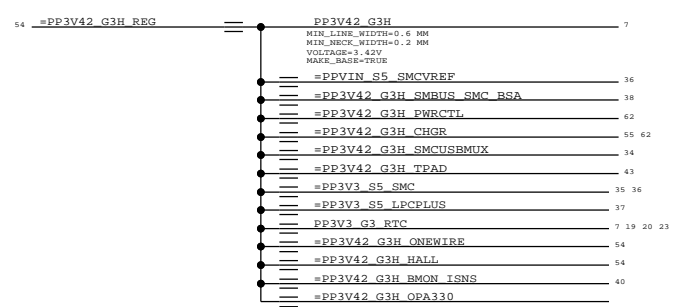 54 =PP3V42_G3H_REG PP3V42_G3H 7
MIN_LINE_WIDTH=0.6 MM
MIN_NECK_WIDTH=0.2 MM
VOLTAGE=3.42V
MAKE_BASE=TRUE
=PPVIN_S5_SMCVREF 36
=PP3V42_G3H_SMBUS_SMC_BSA 38
=PP3V42_G3H_PWRCTL 62
=PP3V42_G3H_CHGR 55 62
=PP3V42_G3H_SMCUSBMUX 34
=PP3V42_G3H_TPAD 43
=PP3V3_S5_SMC 35 36
=PP3V3_S5_LPCPLUS 37
PP3V3_G3_RTC 7 19 20 23
=PP3V42_G3H_ONEWIRE 54
=PP3V42_G3H_HALL 54
=PP3V42_G3H_BMON_ISNS 40
=PP3V42_G3H_OPA330